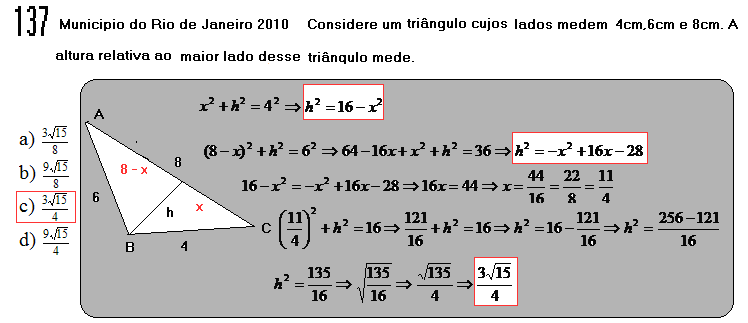 137 Municipio do Rio de Janeiro 2010 Considere um triângulo cujos lados medem 4cm,6cm e 8cm. A
altura relativa ao maior lado desse triânqulo mede.
x² + h² = 4² ⇒ h² = 16 – x²
(8 – x)² + h² = 6² ⇒ 64 – 16x + x² + h² = 36 ⇒ h² = –x² + 16x – 28
16 – x² = –x² + 16x – 28 ⇒ 16x = 44 ⇒ x = 44/16 = 22/8 = 11/4
(11/4)² + h² = 16 ⇒ 121/16 + h² = 16 ⇒ h² = 16 – 121/16 ⇒ h² = 256 – 121/16
h² = 135/16 ⇒ √135/16 ⇒ √135/4 ⇒ 3√15/4
a) 3√15/8
b) 9√15/8
c) 3√15/4
d) 9√15/4
A
8 – x
8
6
h
x
C
B
4